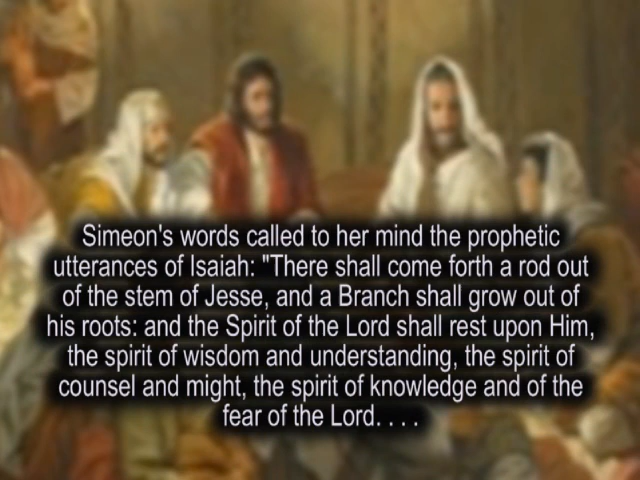 Simeon's words called to her mind the prophetic
utterances of Isaiah: "There shall come forth a rod out
of the stem of Jesse, and a Branch shall grow out of
his roots: and the Spirit of the Lord shall rest upon Him,
the spirit of wisdom and understanding, the spirit of
counsel and might, the spirit of knowledge and of the
fear of the Lord. . . .